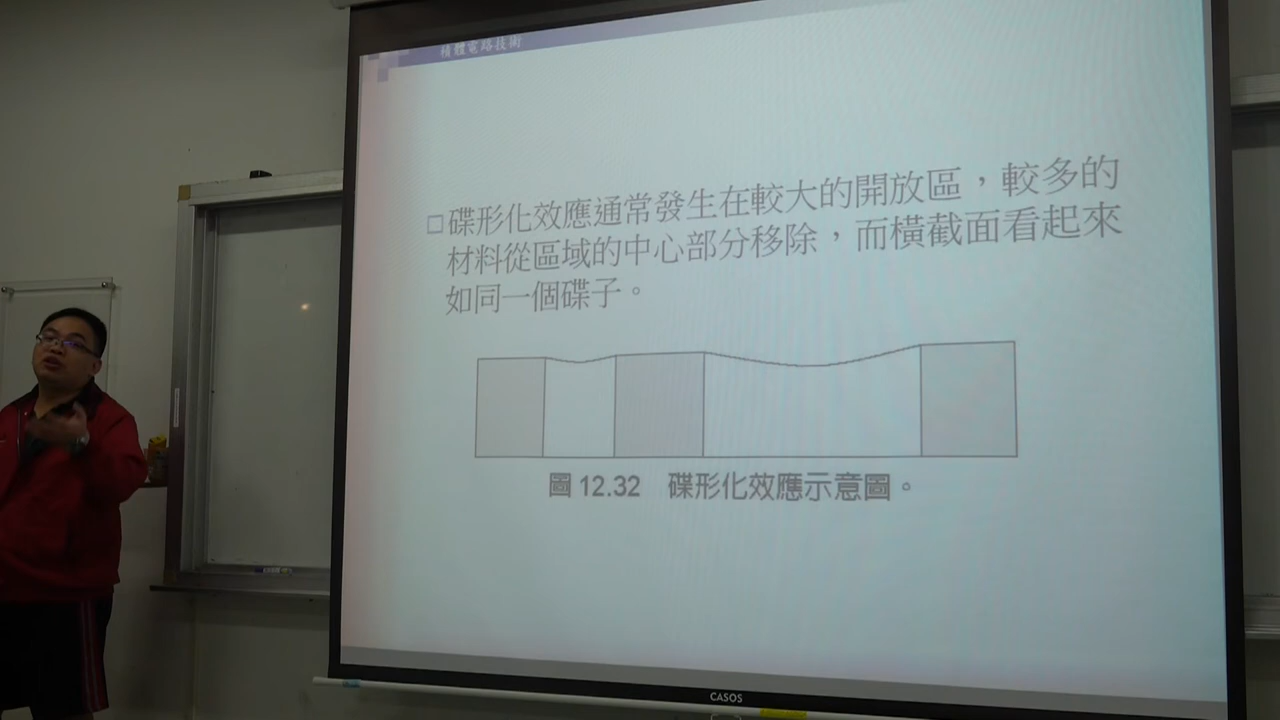 積體電路技術
□碟形化效應通常發生在較大的開放區,較多的
材料從區域的中心部分移除,而橫截面看起來
如同一個碟子。
圖 12.32 碟形化效應示意圖。
CASOS